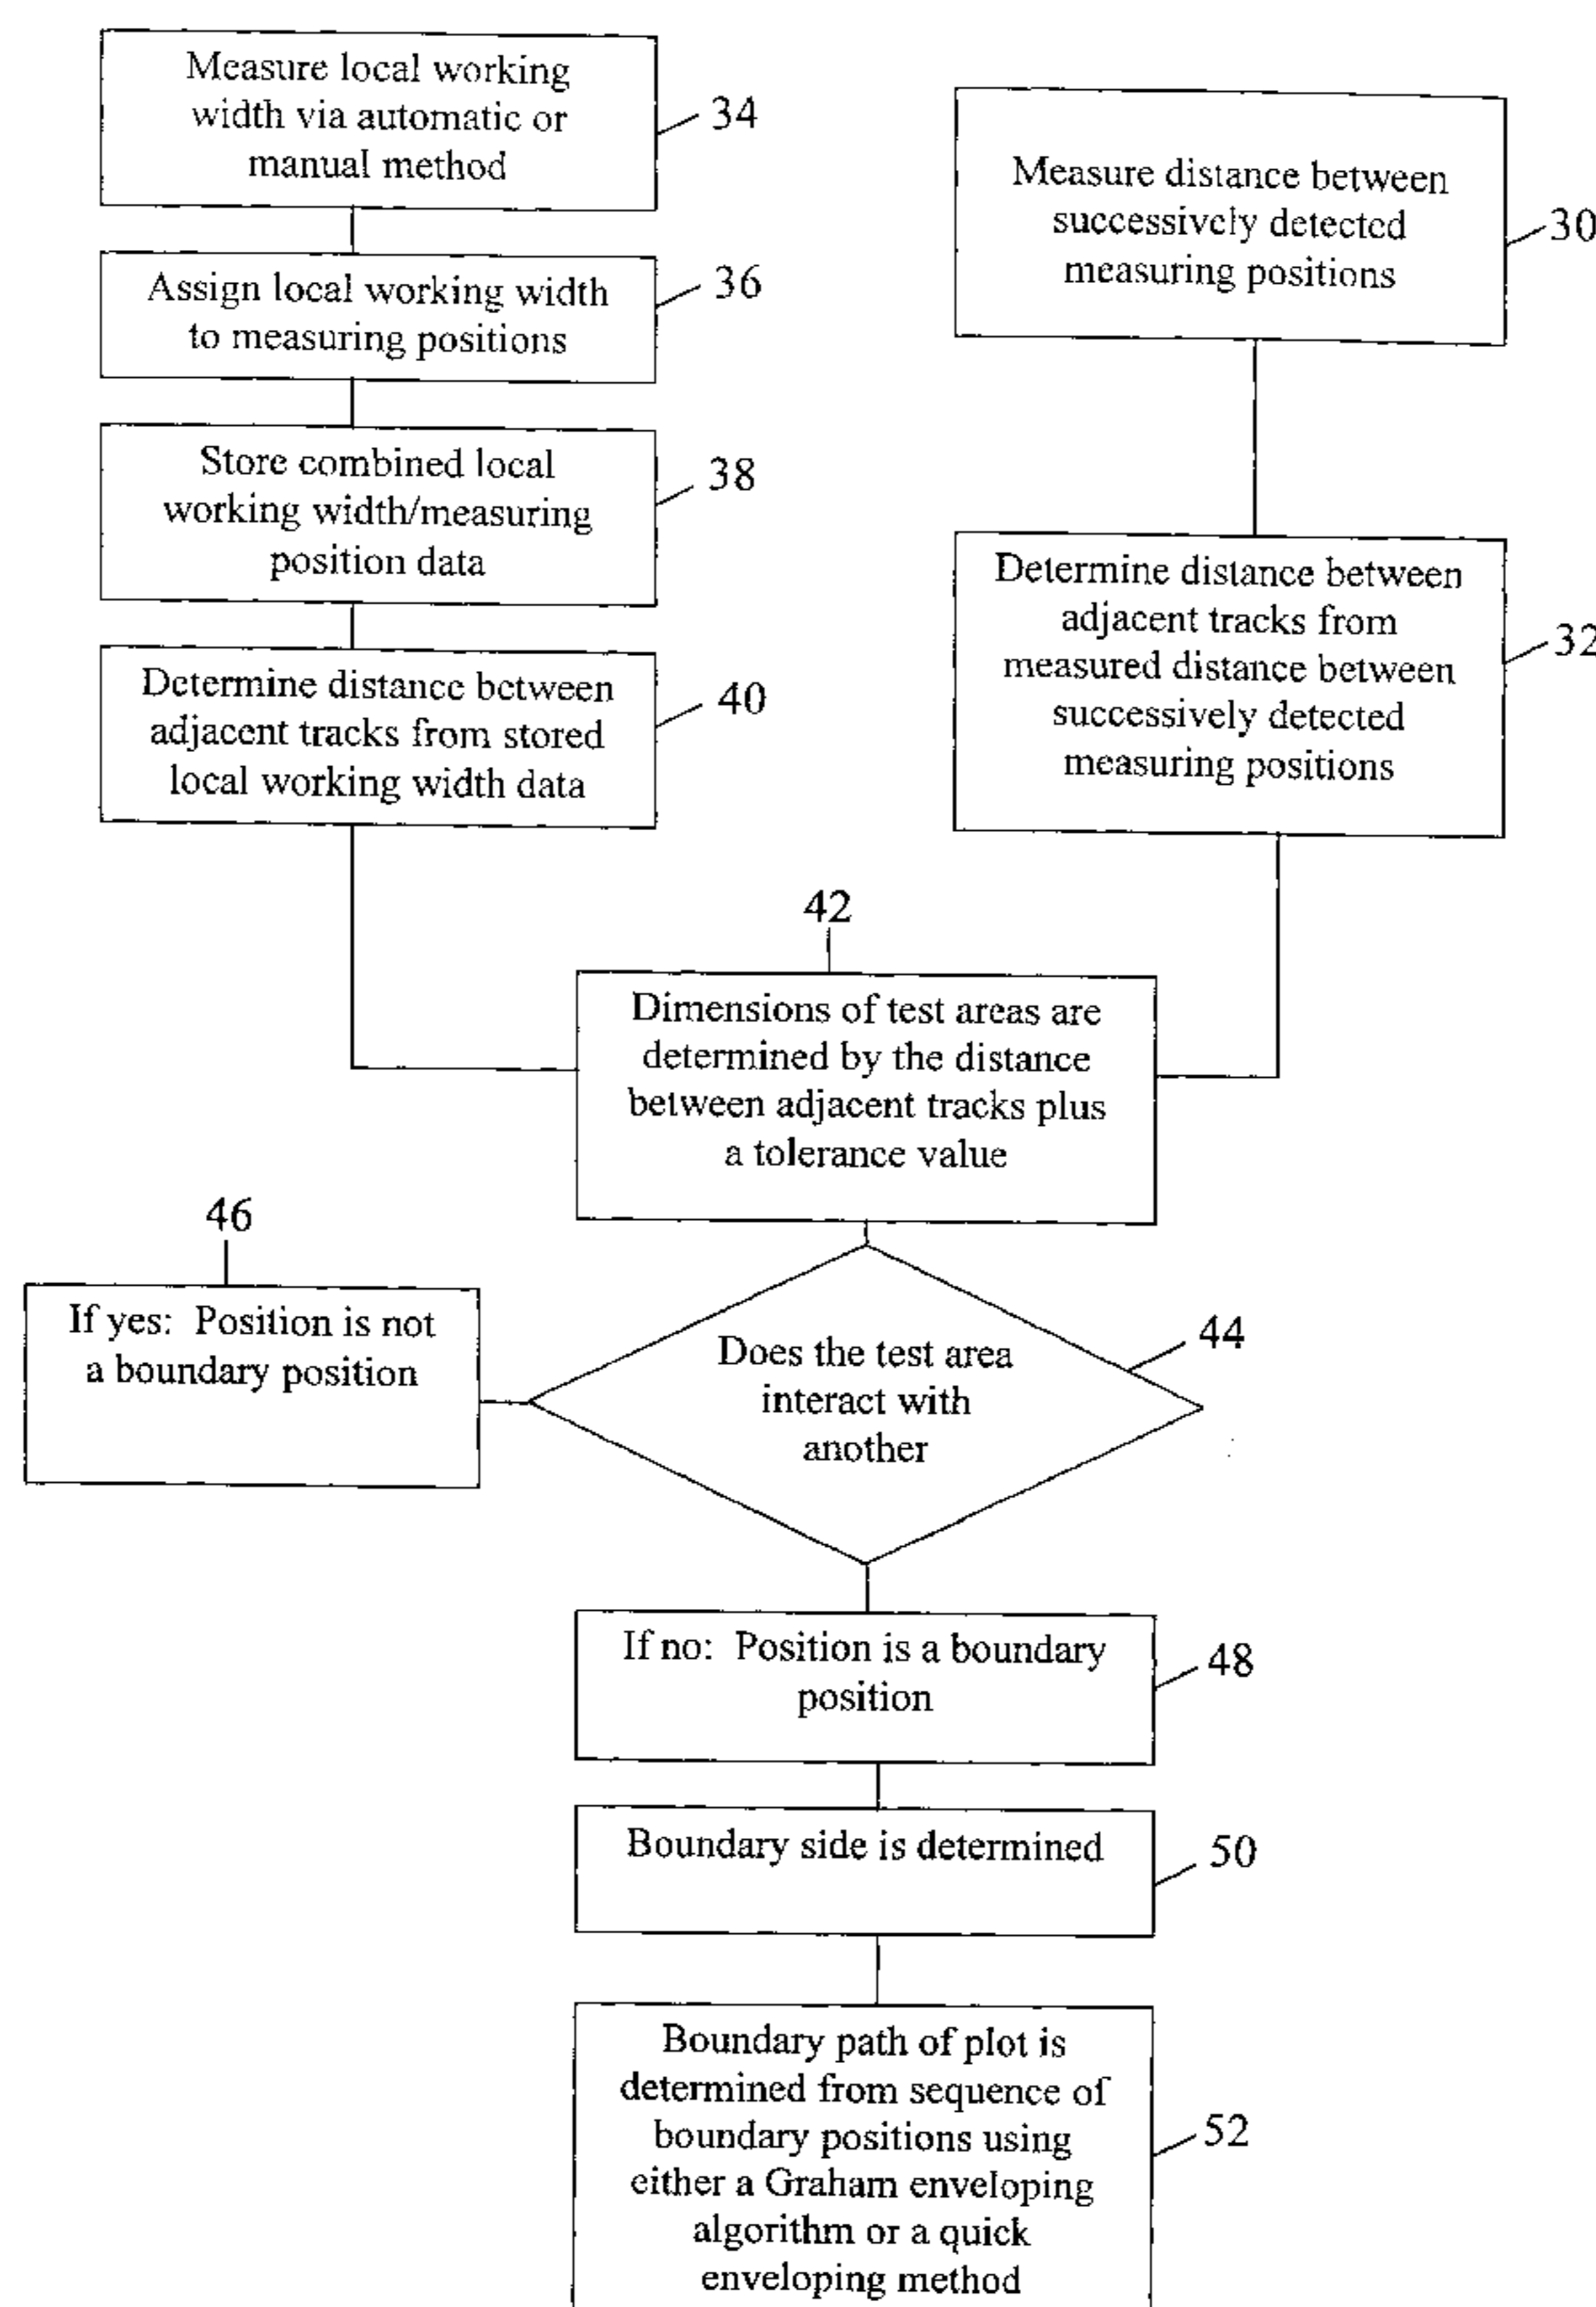 Measure local working
width via automatic or
manual method
34
Assign local working width
to measuring positions
36
Store combined local
working width/measuring
position data
38
Determine distance between
adjacent tracks from stored
local working width data
40
Measure distance between
successively detected
measuring positions
30
Determine distance between
adjacent tracks from
measured distance between
successively detected
measuring positions
32
42
Dimensions of test areas are
determined by the distance
between adjacent tracks plus
a tolerance value
46
If yes: Position is not
a boundary position
Does the test area
interact with
another
44
If no: Position is a boundary
position
48
Boundary side is determined
50
Boundary path of plot is
determined from sequence of
boundary positions using
either a Graham enveloping
algorithm or a quick
enveloping method
52